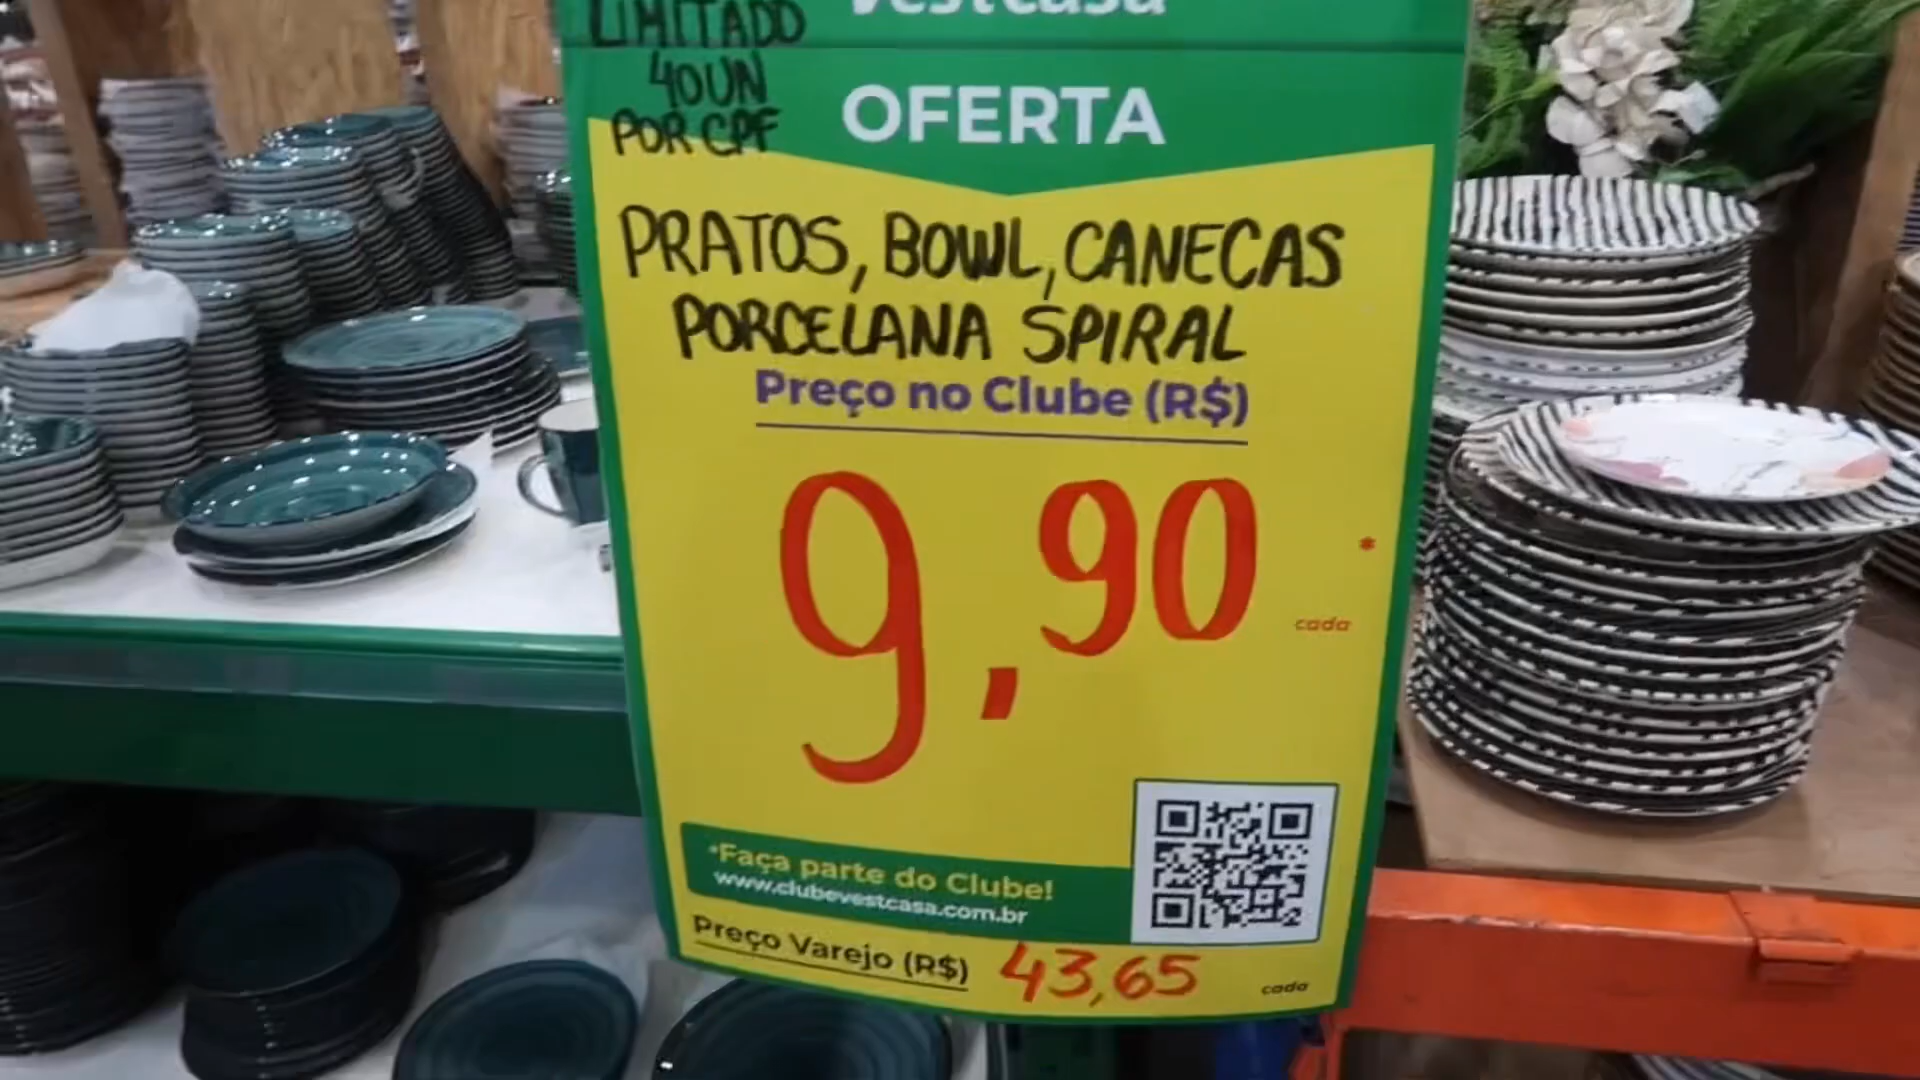 vestcasa
LIMITADO
40UN
POR CPF
OFERTA
PRATOS, BOWL, CANECAS
PORCELANA SPIRAL
Preço no Clube (R$)
9,90
*
cada
*Faça parte do Clube!
www.clubevestcasa.com.br
Preço Varejo (R$) 43,65
cada